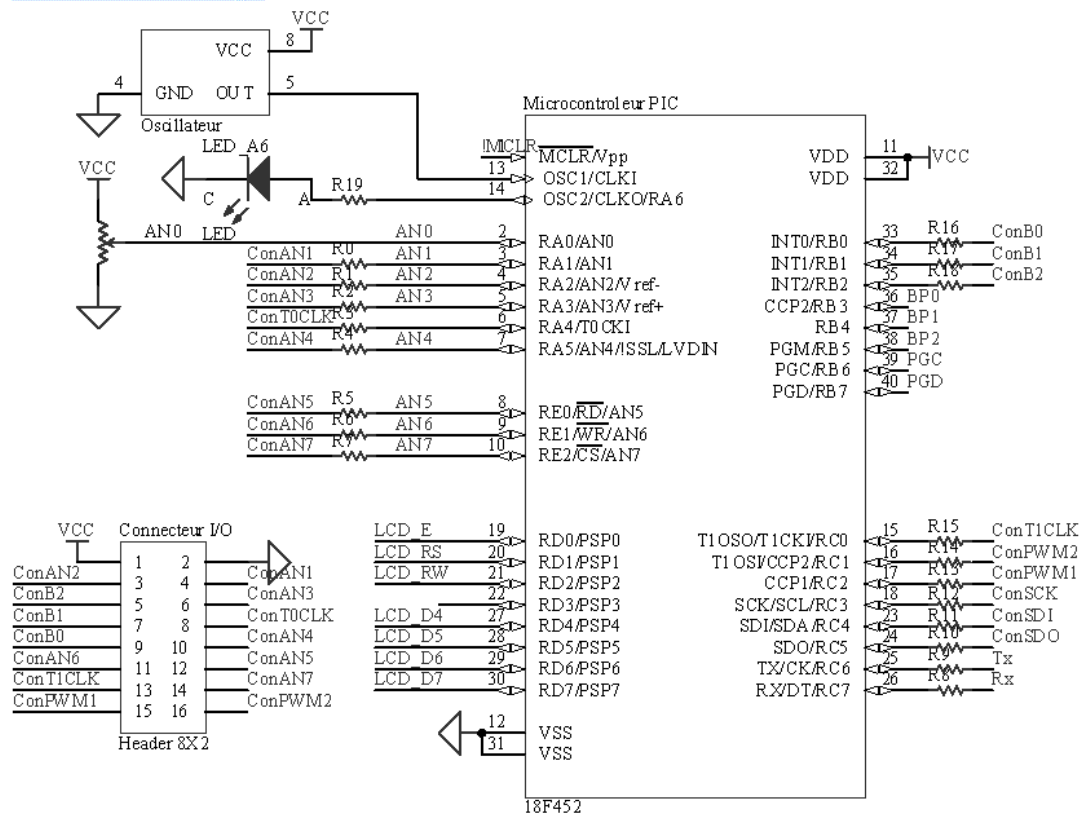 VCC
VCC 8
4 GND OUT 5
Oscillateur
Microcontroleur PIC
LED A6
C A
LED
R19
VCC
AN0
!MCLR MCLR/Vpp
13 OSC1/CLKI
14 OSC2/CLKO/RA6
AN0 2 RA0/AN0
ConAN1 R0 AN1 3 RA1/AN1
ConAN2 R1 AN2 4 RA2/AN2/Vref-
ConAN3 R2 AN3 5 RA3/AN3/Vref+
ConT0CLK R3 6 RA4/T0CKI
ConAN4 R4 AN4 7 RA5/AN4/ISSL/LVDIN
ConAN5 R5 AN5 8 RE0/RD/AN5
ConAN6 R6 AN6 9 RE1/WR/AN6
ConAN7 R7 AN7 10 RE2/CS/AN7
LCD_E 19 RD0/PSP0
LCD_RS 20 RD1/PSP1
LCD_RW 21 RD2/PSP2
22 RD3/PSP3
LCD_D4 27 RD4/PSP4
LCD_D5 28 RD5/PSP5
LCD_D6 29 RD6/PSP6
LCD_D7 30 RD7/PSP7
12 VSS
31 VSS
VDD 11 VCC
VDD 32
INT0/RB0 33 R16 ConB0
INT1/RB1 34 R17 ConB1
INT2/RB2 35 R18 ConB2
CCP2/RB3 36 BP0
RB4 37 BP1
PGM/RB5 38 BP2
PGC/RB6 39 PGC
PGD/RB7 40 PGD
T1OSO/T1CKI/RC0 15 R15 ConT1CLK
T1OSI/CCP2/RC1 16 R14 ConPWM2
CCP1/RC2 17 R13 ConPWM1
SCK/SCL/RC3 18 R12 ConSCK
SDI/SDA/RC4 23 R11 ConSDI
SDO/RC5 24 R10 ConSDO
TX/CK/RC6 25 R9 Tx
RX/DT/RC7 26 R8 Rx
18F452
VCC Connecteur I/O
1 2
ConAN2 3 4 ConAN1
ConB2 5 6 ConAN3
ConB1 7 8 ConT0CLK
ConB0 9 10 ConAN4
ConAN6 11 12 ConAN5
ConT1CLK 13 14 ConAN7
ConPWM1 15 16 ConPWM2
Header 8X2